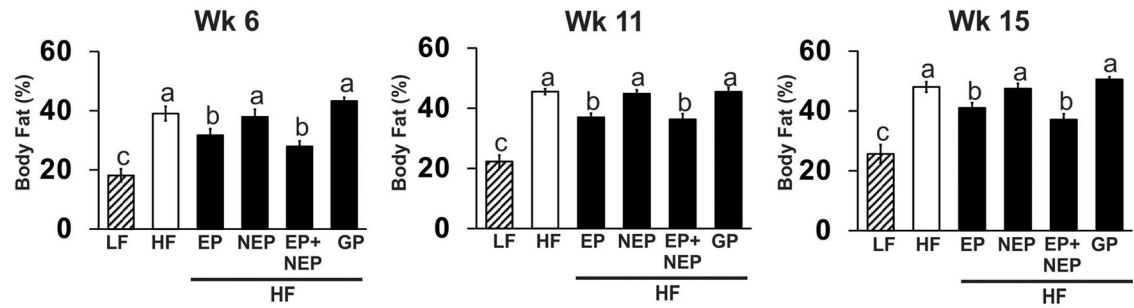 Wk 6
Body Fat (%)
60
40
20
0
a
b
a
b
a
c
LF HF EP NEP EP+ GP
NEP
HF
Wk 11
Body Fat (%)
60
40
20
0
a
b
a
b
a
c
LF HF EP NEP EP+ GP
NEP
HF
Wk 15
Body Fat (%)
60
40
20
0
a
b
a
b
a
c
LF HF EP NEP EP+ GP
NEP
HF